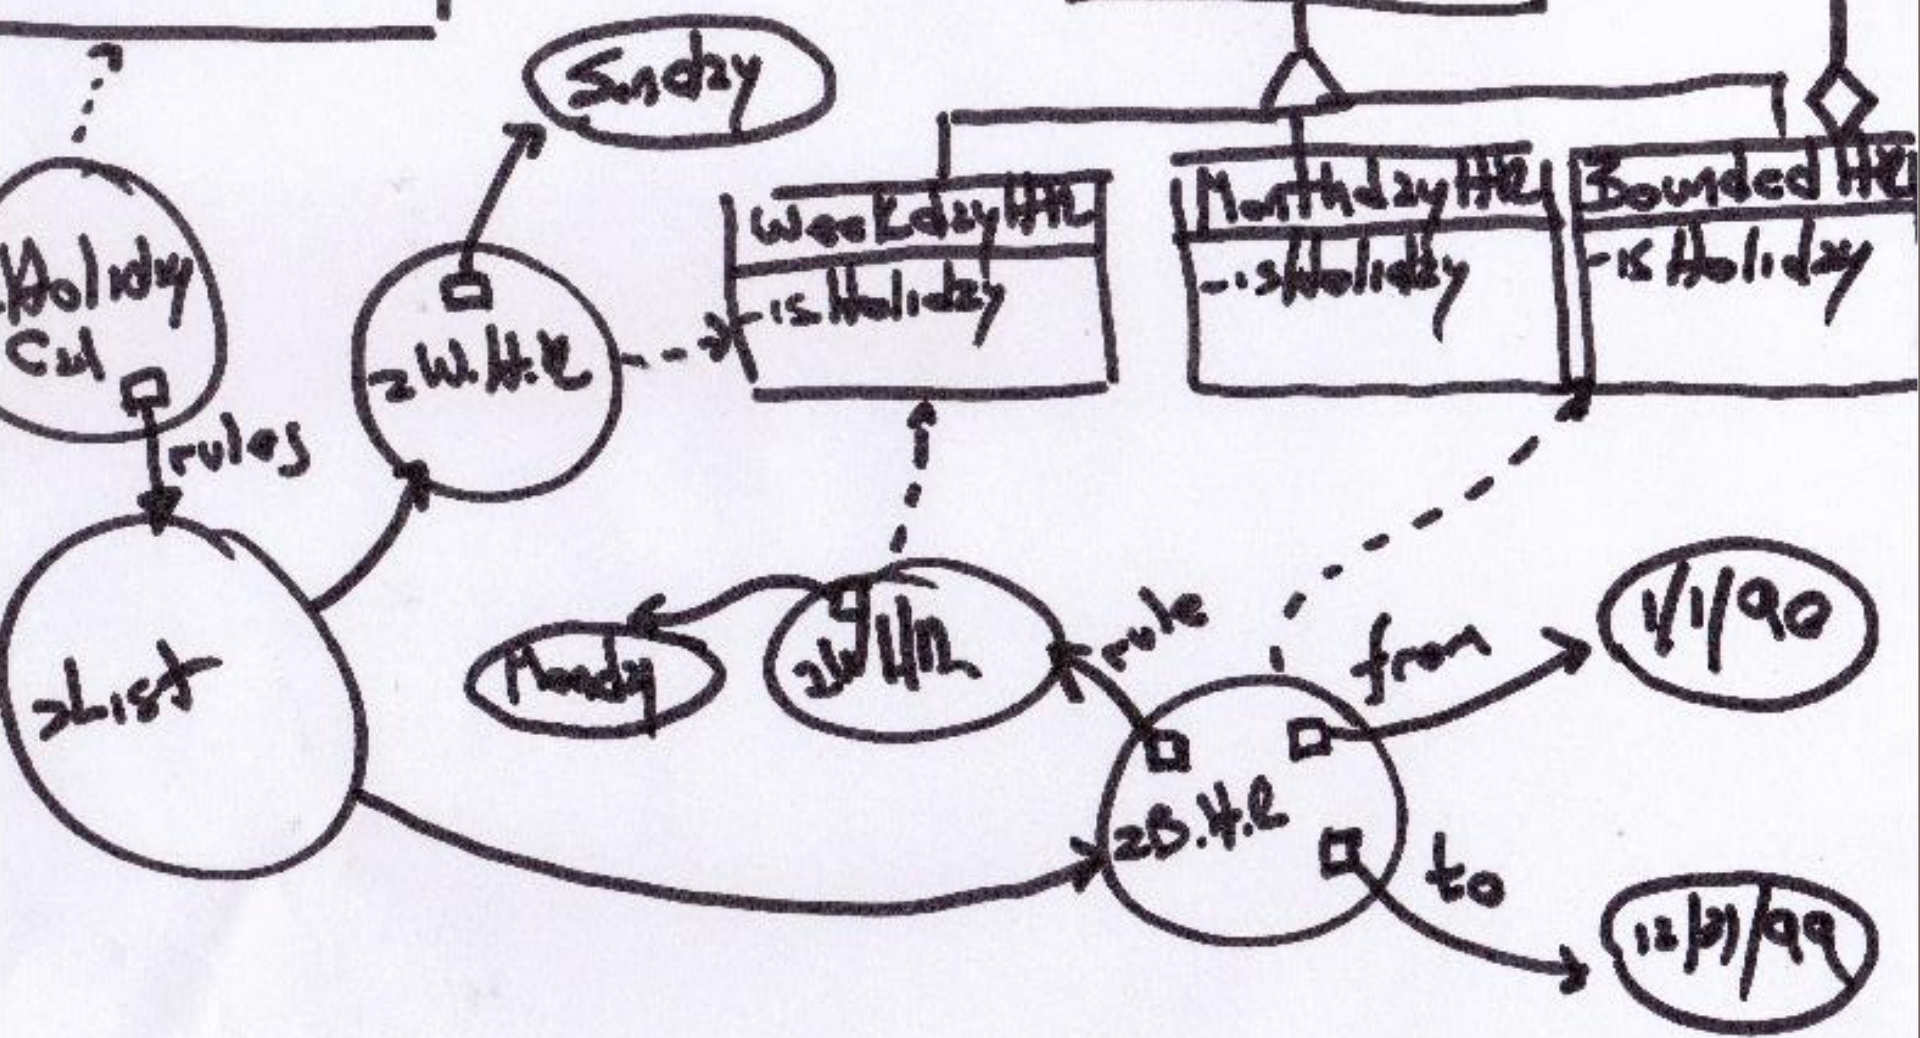 Sunday
WeekdayHR
-isHoliday
MonthdayHR
-isHoliday
BoundedHR
-isHoliday
Holiday
Cal
rules
aW.H.R
aList
Monday
aWHR
rule
from
1/1/90
aB.H.R
to
12/31/99